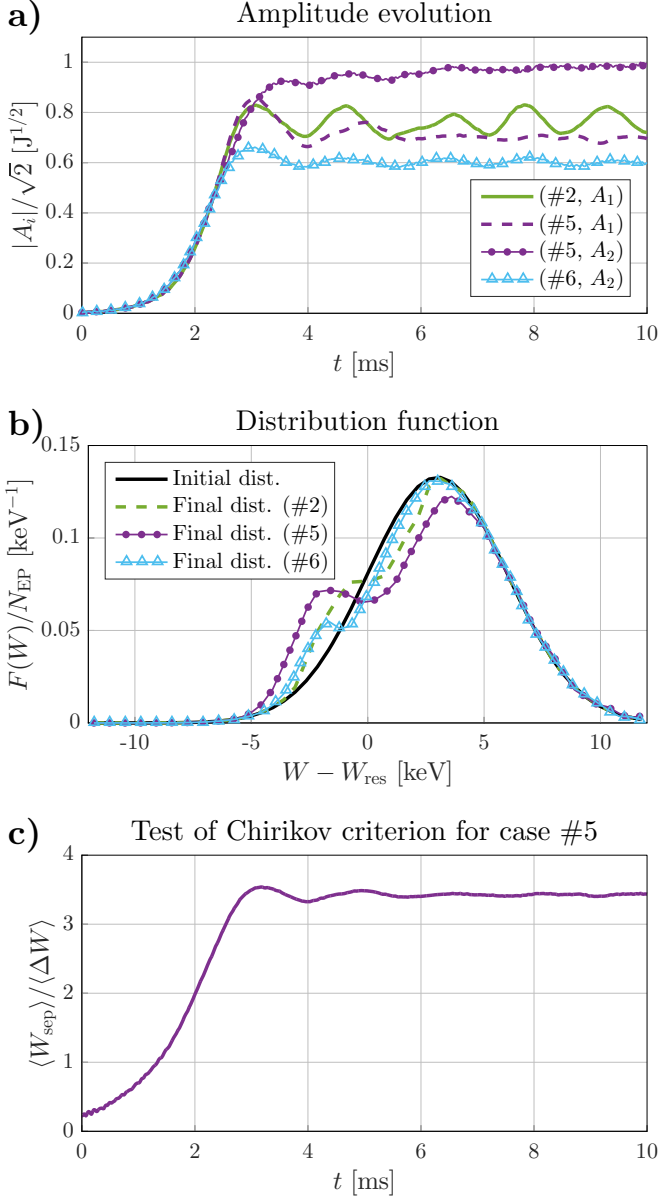 a) Amplitude evolution
|A_i|/√2 [J^{1/2}]
1
0.8
0.6
0.4
0.2
0
(#2, A_1)
(#5, A_1)
(#5, A_2)
(#6, A_2)
0 2 4 6 8 10
t [ms]
b) Distribution function
F(W)/N_EP [keV^{-1}]
0.15
0.1
0.05
0
Initial dist.
Final dist. (#2)
Final dist. (#5)
Final dist. (#6)
-10 -5 0 5 10
W − W_res [keV]
c) Test of Chirikov criterion for case #5
⟨W_sep⟩/⟨ΔW⟩
4
3
2
1
0
0 2 4 6 8 10
t [ms]